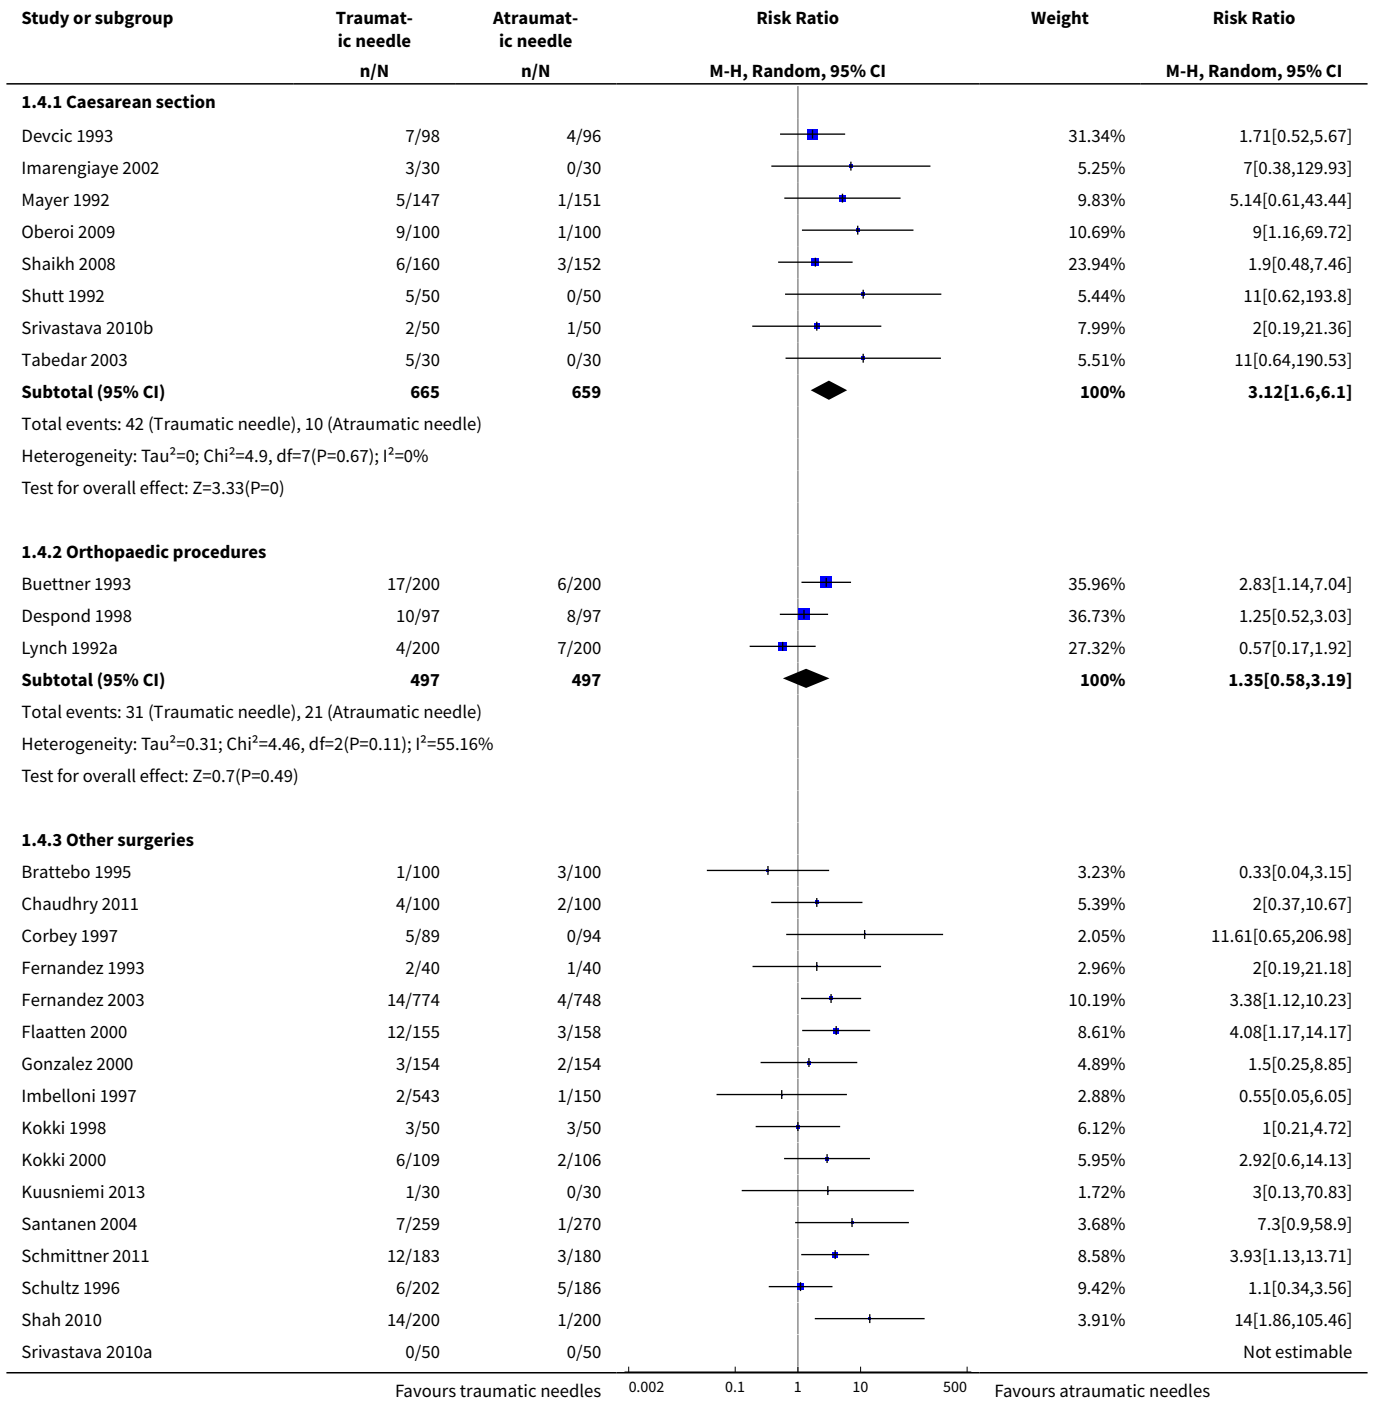 Study or subgroup Traumat- Atraumat- Risk Ratio Weight Risk Ratio
ic needle ic needle
n/N n/N M-H, Random, 95% CI M-H, Random, 95% CI
1.4.1 Caesarean section
Devcic 1993 7/98 4/96 31.34% 1.71[0.52,5.67]
Imarengiaye 2002 3/30 0/30 5.25% 7[0.38,129.93]
Mayer 1992 5/147 1/151 9.83% 5.14[0.61,43.44]
Oberoi 2009 9/100 1/100 10.69% 9[1.16,69.72]
Shaikh 2008 6/160 3/152 23.94% 1.9[0.48,7.46]
Shutt 1992 5/50 0/50 5.44% 11[0.62,193.8]
Srivastava 2010b 2/50 1/50 7.99% 2[0.19,21.36]
Tabedar 2003 5/30 0/30 5.51% 11[0.64,190.53]
Subtotal (95% CI) 665 659 100% 3.12[1.6,6.1]
Total events: 42 (Traumatic needle), 10 (Atraumatic needle)
Heterogeneity: Tau²=0; Chi²=4.9, df=7(P=0.67); I²=0%
Test for overall effect: Z=3.33(P=0)
1.4.2 Orthopaedic procedures
Buettner 1993 17/200 6/200 35.96% 2.83[1.14,7.04]
Despond 1998 10/97 8/97 36.73% 1.25[0.52,3.03]
Lynch 1992a 4/200 7/200 27.32% 0.57[0.17,1.92]
Subtotal (95% CI) 497 497 100% 1.35[0.58,3.19]
Total events: 31 (Traumatic needle), 21 (Atraumatic needle)
Heterogeneity: Tau²=0.31; Chi²=4.46, df=2(P=0.11); I²=55.16%
Test for overall effect: Z=0.7(P=0.49)
1.4.3 Other surgeries
Brattebo 1995 1/100 3/100 3.23% 0.33[0.04,3.15]
Chaudhry 2011 4/100 2/100 5.39% 2[0.37,10.67]
Corbey 1997 5/89 0/94 2.05% 11.61[0.65,206.98]
Fernandez 1993 2/40 1/40 2.96% 2[0.19,21.18]
Fernandez 2003 14/774 4/748 10.19% 3.38[1.12,10.23]
Flaatten 2000 12/155 3/158 8.61% 4.08[1.17,14.17]
Gonzalez 2000 3/154 2/154 4.89% 1.5[0.25,8.85]
Imbelloni 1997 2/543 1/150 2.88% 0.55[0.05,6.05]
Kokki 1998 3/50 3/50 6.12% 1[0.21,4.72]
Kokki 2000 6/109 2/106 5.95% 2.92[0.6,14.13]
Kuusniemi 2013 1/30 0/30 1.72% 3[0.13,70.83]
Santanen 2004 7/259 1/270 3.68% 7.3[0.9,58.9]
Schmittner 2011 12/183 3/180 8.58% 3.93[1.13,13.71]
Schultz 1996 6/202 5/186 9.42% 1.1[0.34,3.56]
Shah 2010 14/200 1/200 3.91% 14[1.86,105.46]
Srivastava 2010a 0/50 0/50 Not estimable
Favours traumatic needles 0.002 0.1 1 10 500 Favours atraumatic needles